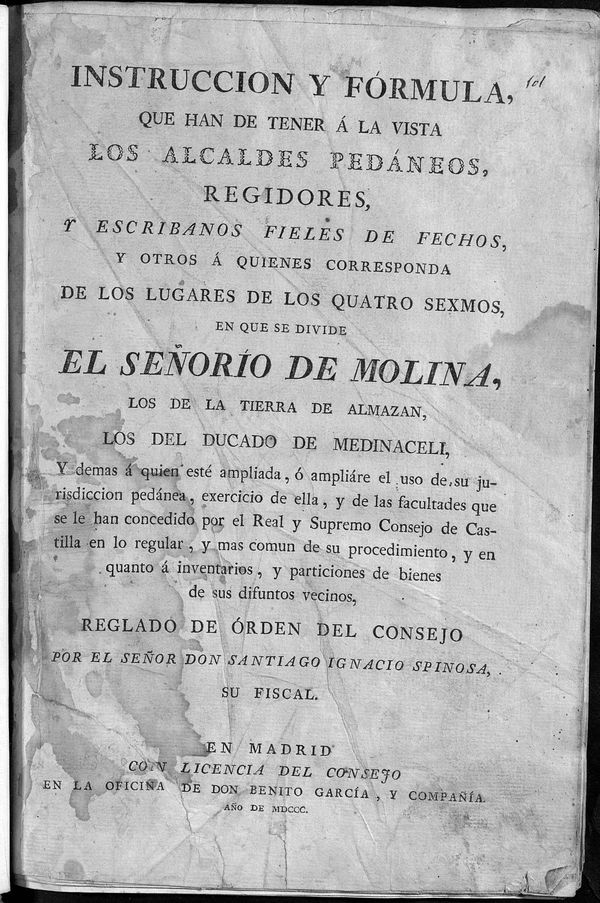 INSTRUCCION Y FÓRMULA,
QUE HAN DE TENER Á LA VISTA
LOS ALCALDES PEDÁNEOS,
REGIDORES,
Y ESCRIBANOS FIELES DE FECHOS,
Y OTROS Á QUIENES CORRESPONDA
DE LOS LUGARES DE LOS QUATRO SEXMOS,
EN QUE SE DIVIDE
EL SEÑORÍO DE MOLINA,
LOS DE LA TIERRA DE ALMAZAN,
LOS DEL DUCADO DE MEDINACELI,
Y demas á quien esté ampliada, ó ampliáre el uso de su ju-
risdiccion pedánea, exercicio de ella, y de las facultades que
se le han concedido por el Real y Supremo Consejo de Cas-
tilla en lo regular, y mas comun de su procedimiento, y en
quanto á inventarios, y particiones de bienes
de sus difuntos vecinos,
REGLADO DE ÓRDEN DEL CONSEJO
POR EL SEÑOR DON SANTIAGO IGNACIO SPINOSA,
SU FISCAL.
EN MADRID
CON LICENCIA DEL CONSEJO
EN LA OFICINA DE DON BENITO GARCÍA, Y COMPAÑÍA.
AÑO DE MDCCC.